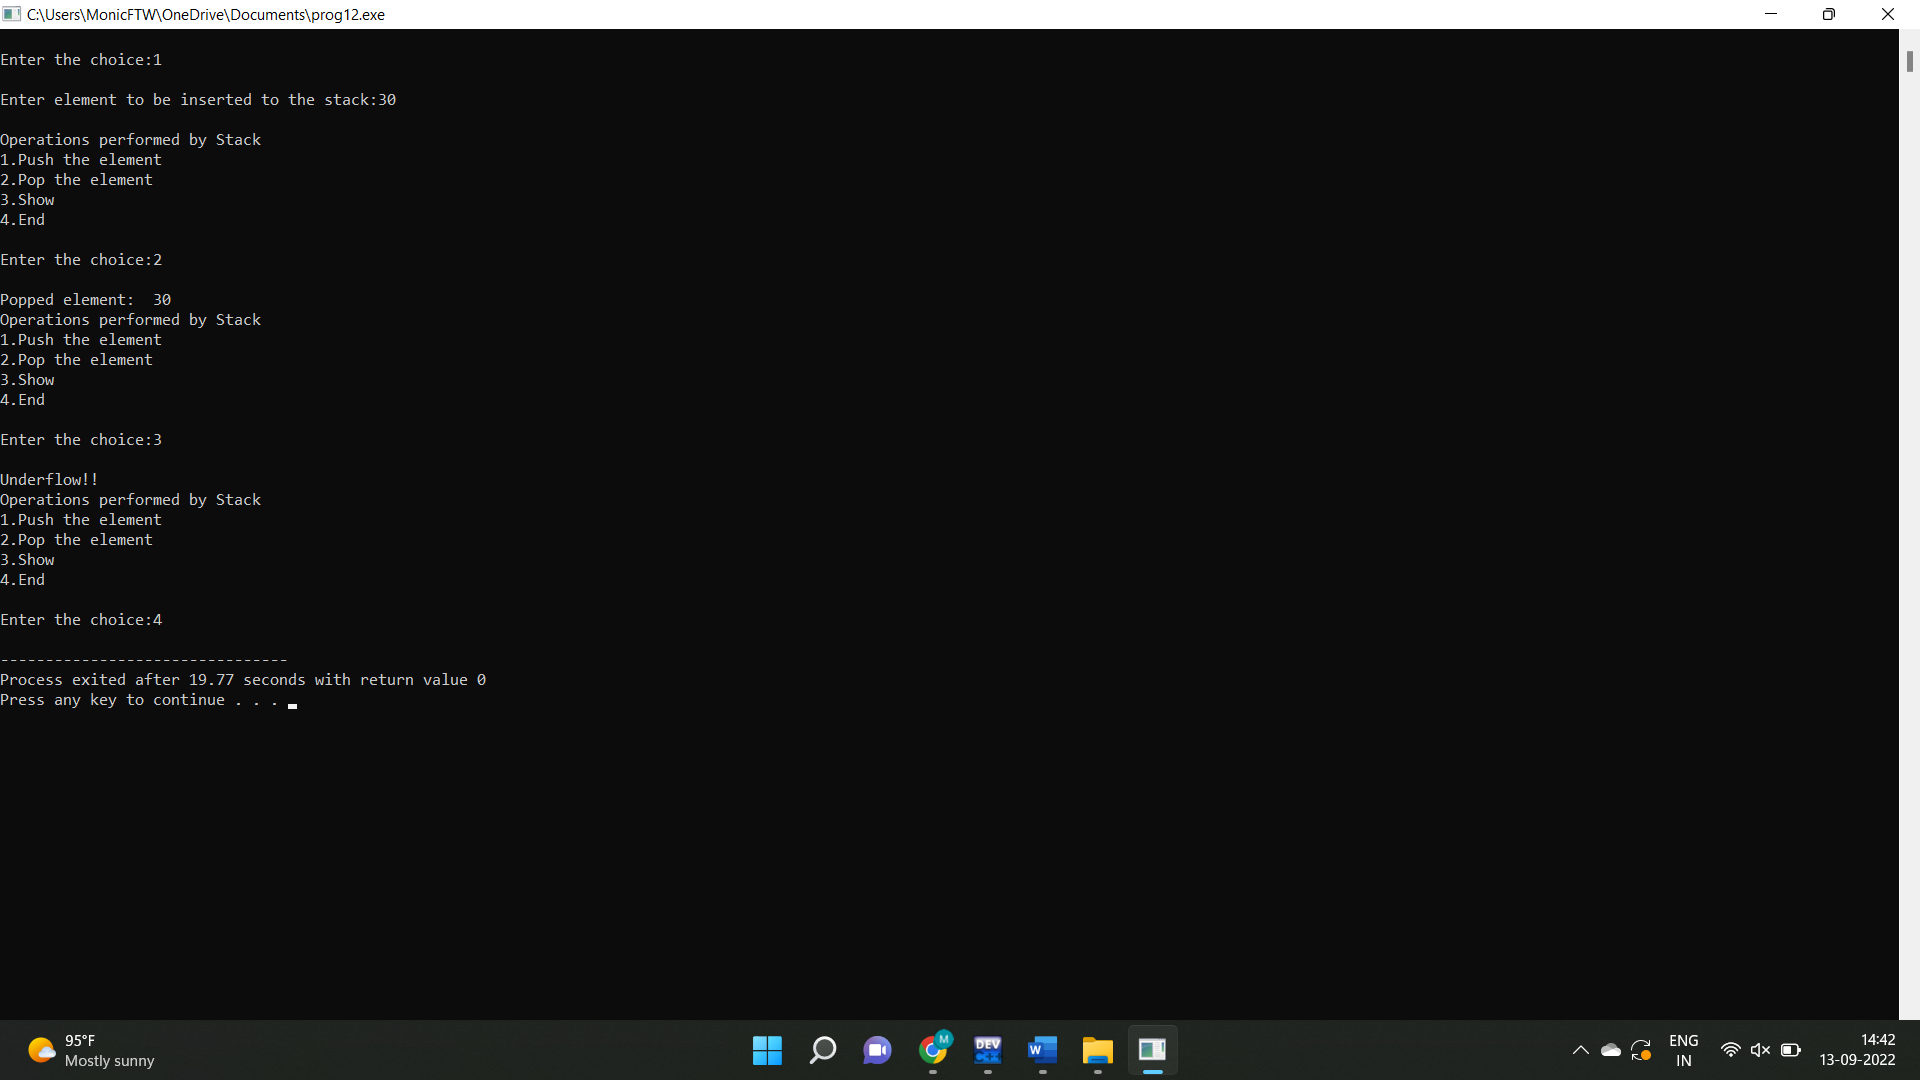 C:\Users\MonicFTW\OneDrive\Documents\prog12.exe
Enter the choice:1
Enter element to be inserted to the stack:30
Operations performed by Stack
1.Push the element
2.Pop the element
3.Show
4.End
Enter the choice:2
Popped element:  30
Operations performed by Stack
1.Push the element
2.Pop the element
3.Show
4.End
Enter the choice:3
Underflow!!
Operations performed by Stack
1.Push the element
2.Pop the element
3.Show
4.End
Enter the choice:4
--------------------------------
Process exited after 19.77 seconds with return value 0
Press any key to continue . . .
95°F
Mostly sunny
M
DEV
C++
W
ENG
IN
14:42
13-09-2022